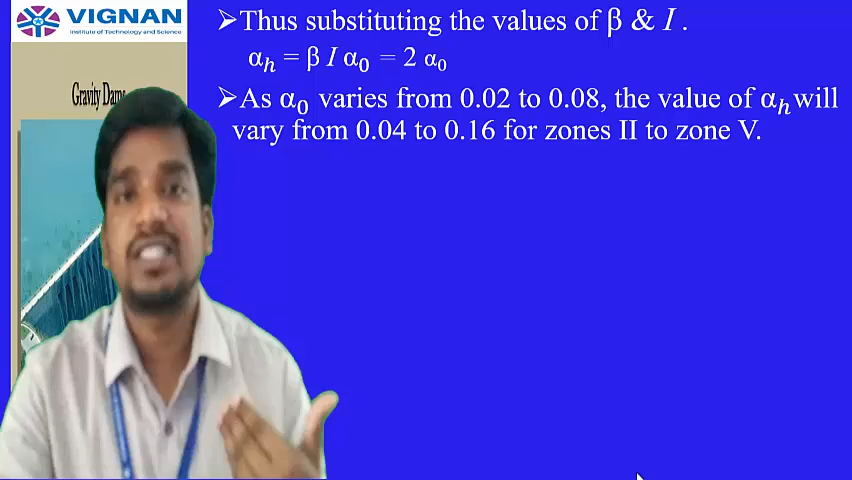 VIGNAN
Institute of Technology and Science
Gravity Dams
➢Thus substituting the values of β & I .
αₕ = β I α₀ = 2 α₀
➢As α₀ varies from 0.02 to 0.08, the value of αₕ will
vary from 0.04 to 0.16 for zones II to zone V.